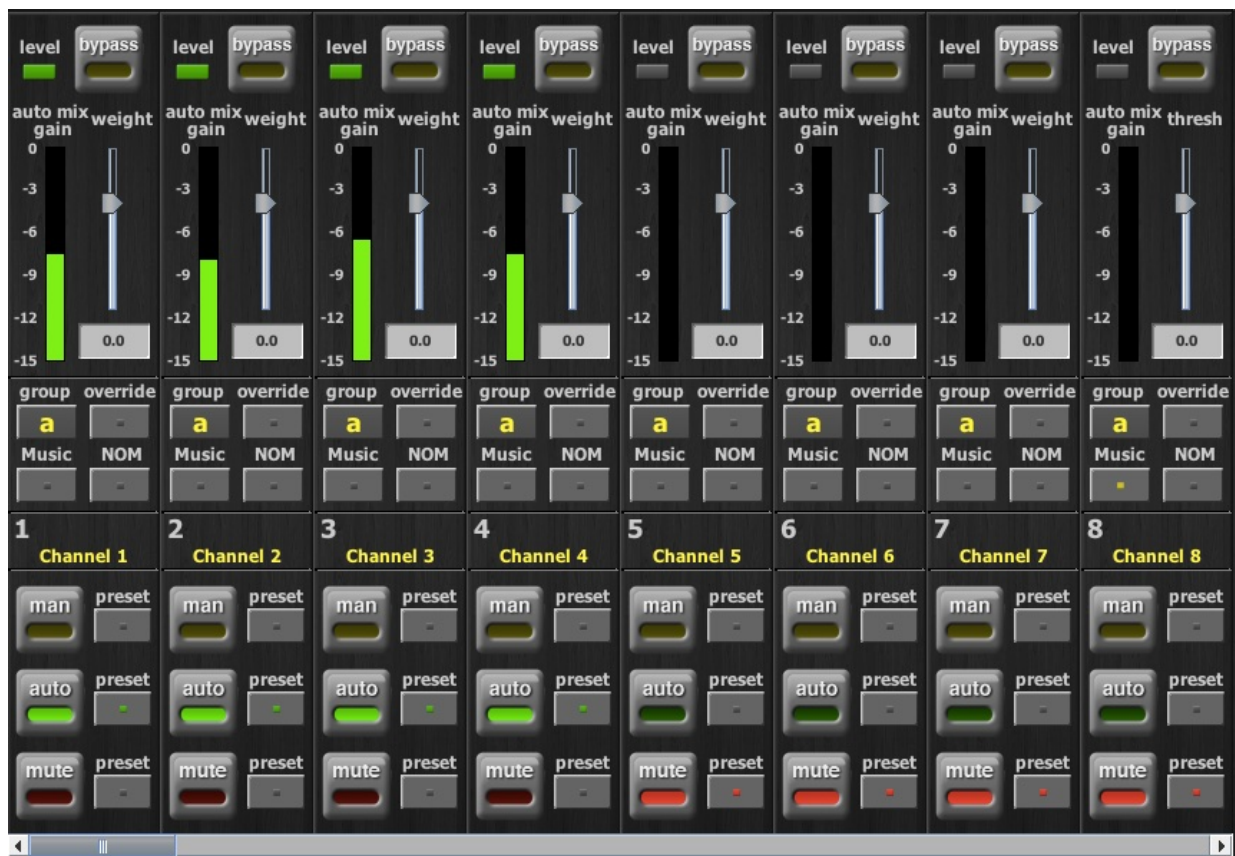 level bypass level bypass level bypass level bypass level bypass level bypass level bypass level bypass
auto mix gain weight auto mix gain weight auto mix gain weight auto mix gain weight auto mix gain weight auto mix gain weight auto mix gain weight auto mix gain thresh
0 0 0 0 0 0 0 0
-3 -3 -3 -3 -3 -3 -3 -3
-6 -6 -6 -6 -6 -6 -6 -6
-9 -9 -9 -9 -9 -9 -9 -9
-12 -12 -12 -12 -12 -12 -12 -12
0.0 0.0 0.0 0.0 0.0 0.0 0.0 0.0
-15 -15 -15 -15 -15 -15 -15 -15
group override group override group override group override group override group override group override group override
a a a a a a a a
Music NOM Music NOM Music NOM Music NOM Music NOM Music NOM Music NOM Music NOM
1 2 3 4 5 6 7 8
Channel 1 Channel 2 Channel 3 Channel 4 Channel 5 Channel 6 Channel 7 Channel 8
man preset man preset man preset man preset man preset man preset man preset man preset
auto preset auto preset auto preset auto preset auto preset auto preset auto preset auto preset
mute preset mute preset mute preset mute preset mute preset mute preset mute preset mute preset